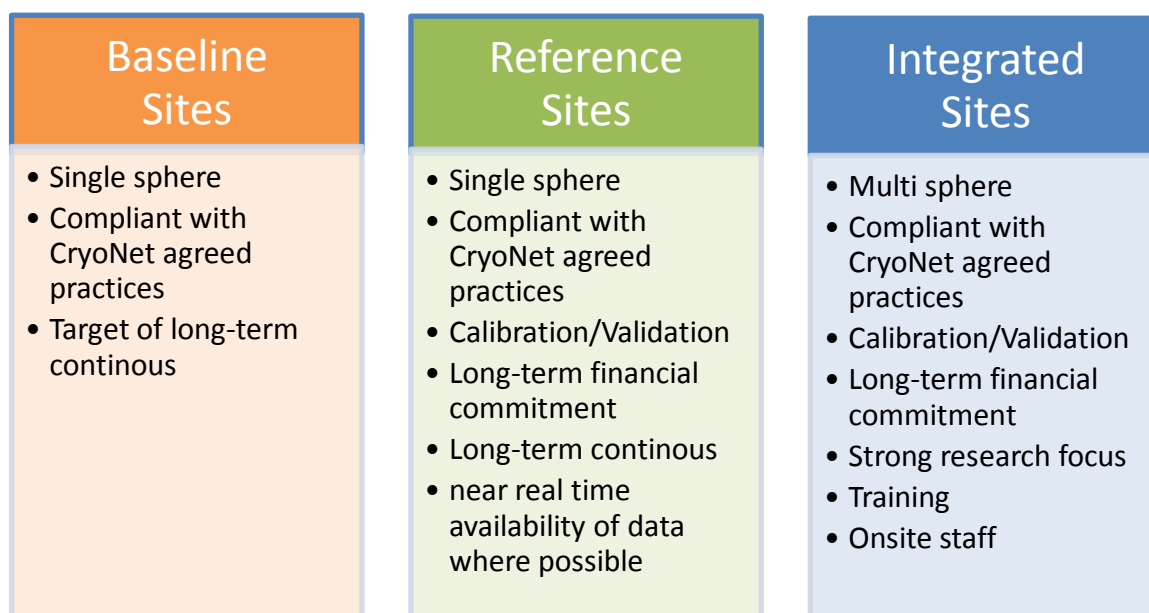 Baseline
Sites
• Single sphere
• Compliant with
CryoNet agreed
practices
• Target of long-term
continous
Reference
Sites
• Single sphere
• Compliant with
CryoNet agreed
practices
• Calibration/Validation
• Long-term financial
commitment
• Long-term continous
• near real time
availability of data
where possible
Integrated
Sites
• Multi sphere
• Compliant with
CryoNet agreed
practices
• Calibration/Validation
• Long-term financial
commitment
• Strong research focus
• Training
• Onsite staff